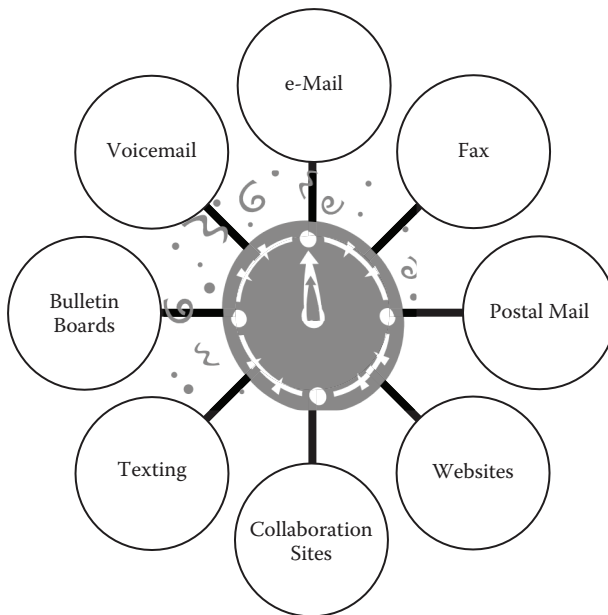 e-Mail
Fax
Postal Mail
Websites
Collaboration
Sites
Texting
Bulletin
Boards
Voicemail